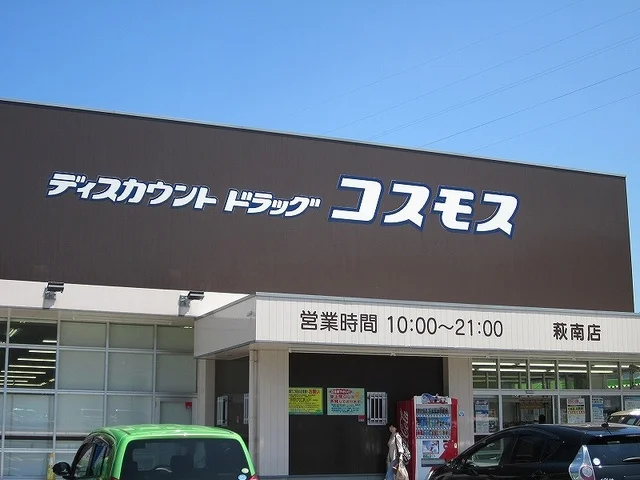 ディスカウント ドラッグ コスモス
営業時間 10:00〜21:00 萩南店